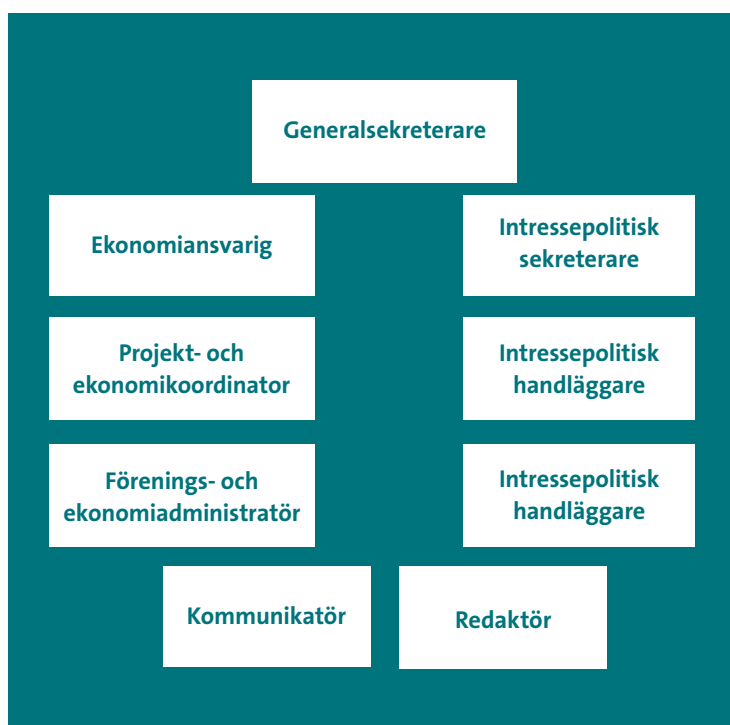 Generalsekreterare
Ekonomiansvarig
Intressepolitisk
sekreterare
Projekt- och
ekonomikoordinator
Intressepolitisk
handläggare
Förenings- och
ekonomiadministratör
Intressepolitisk
handläggare
Kommunikatör
Redaktör